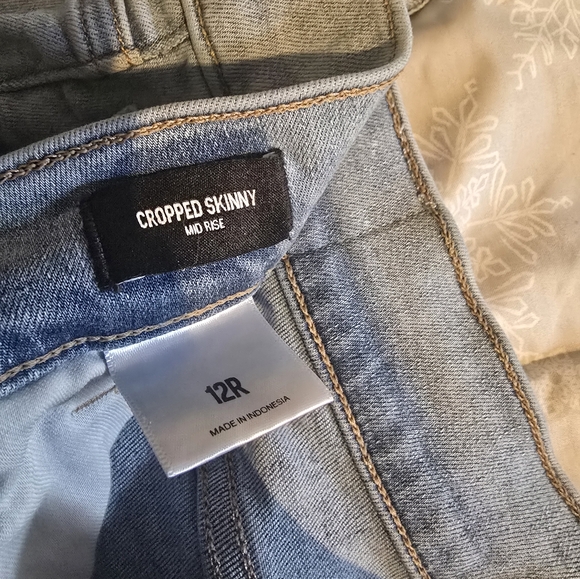 CROPPED SKINNY
MID RISE
12R
MADE IN INDONESIA